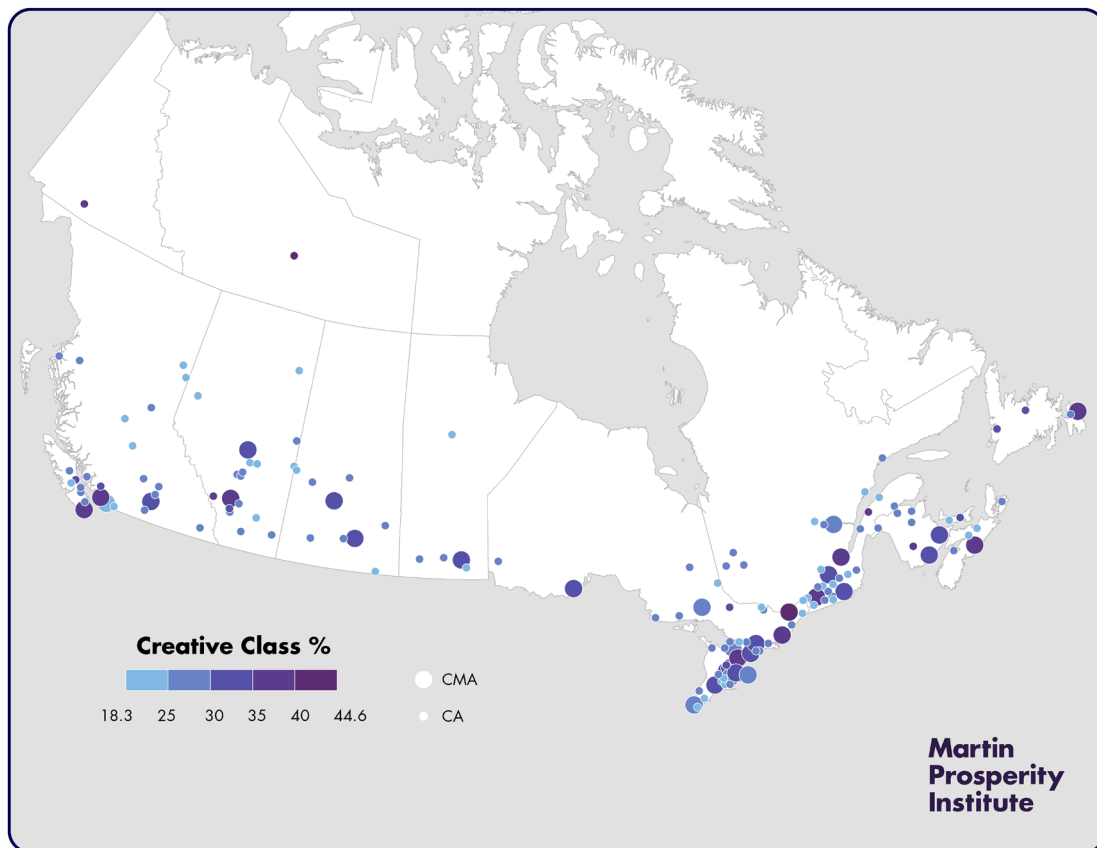 Creative Class %
18.3 25 30 35 40 44.6
CMA
CA
Martin
Prosperity
Institute